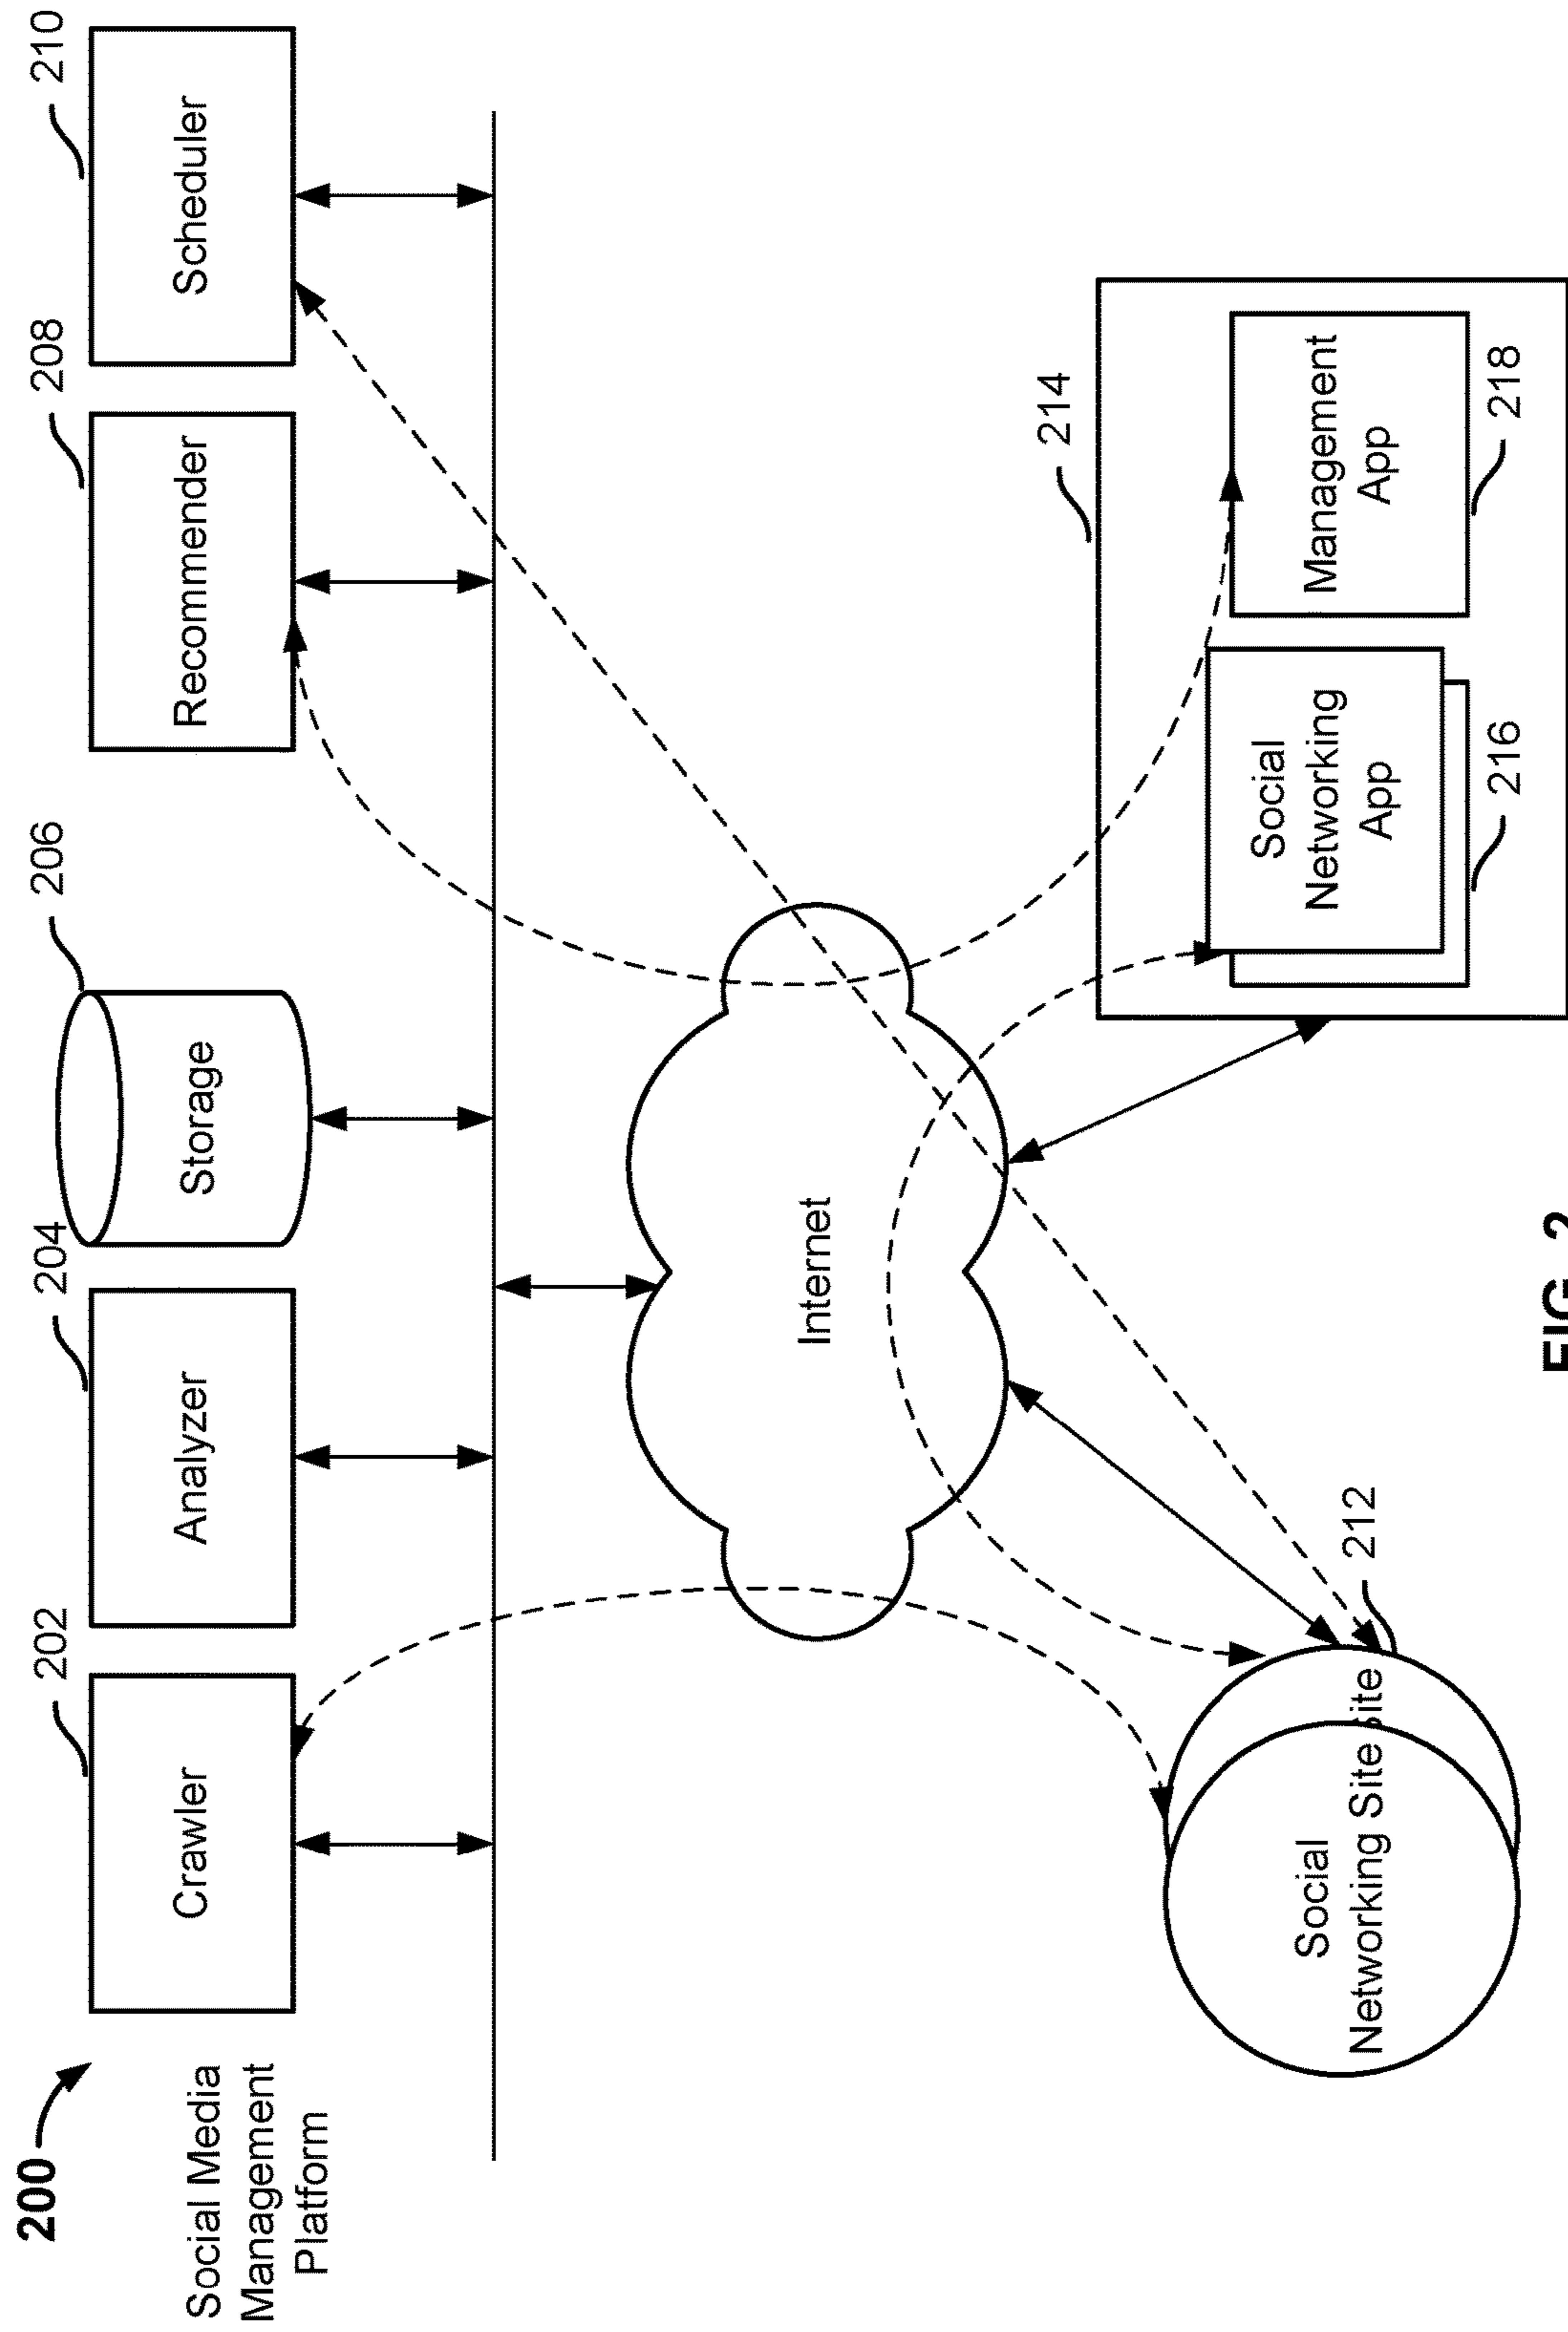 200
Social Media
Management
Platform
202
Crawler
204
Analyzer
206
Storage
208
Recommender
210
Scheduler
Internet
212
Social
Networking Site
Site
214
Social
Networking
App
216
Management
App
218
FIG. 2